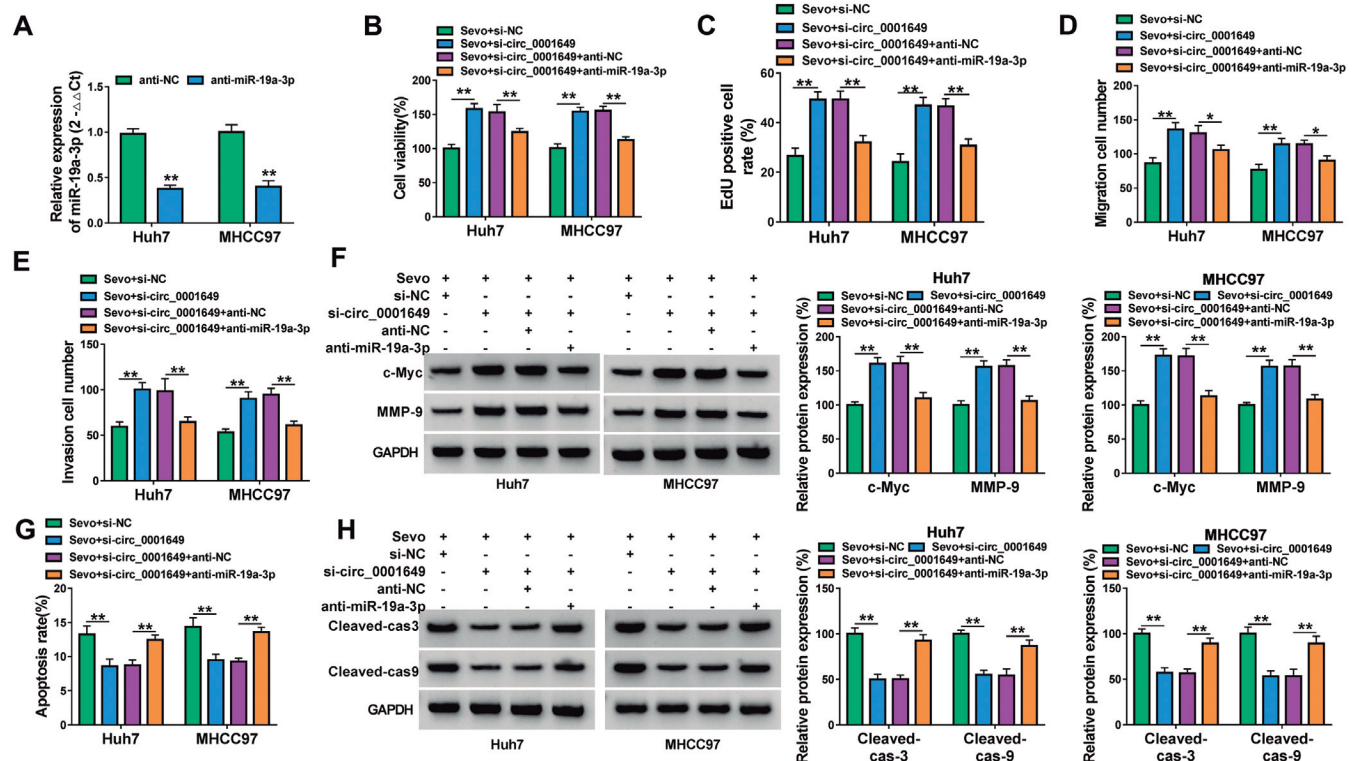 A
anti-NC
anti-miR-19a-3p
Relative expression
of miR-19a-3p (2 -△△Ct)
1.5
1.0
0.5
0.0
**
**
Huh7
MHCC97
B
Sevo+si-NC
Sevo+si-circ_0001649
Sevo+si-circ_0001649+anti-NC
Sevo+si-circ_0001649+anti-miR-19a-3p
Cell viability(%)
200
150
100
50
0
**
**
**
**
Huh7
MHCC97
C
Sevo+si-NC
Sevo+si-circ_0001649
Sevo+si-circ_0001649+anti-NC
Sevo+si-circ_0001649+anti-miR-19a-3p
EdU positive cell
rate (%)
60
40
20
0
**
**
**
**
Huh7
MHCC97
D
Sevo+si-NC
Sevo+si-circ_0001649
Sevo+si-circ_0001649+anti-NC
Sevo+si-circ_0001649+anti-miR-19a-3p
Migration cell number
200
150
100
50
0
**
*
**
*
Huh7
MHCC97
E
Sevo+si-NC
Sevo+si-circ_0001649
Sevo+si-circ_0001649+anti-NC
Sevo+si-circ_0001649+anti-miR-19a-3p
Invasion cell number
150
100
50
0
**
**
**
**
Huh7
MHCC97
F
Sevo + + + + + + + +
si-NC + - - - + - - -
si-circ_0001649 - + + + - + + +
anti-NC - - + - - - + -
anti-miR-19a-3p - - - + - - - +
c-Myc
MMP-9
GAPDH
Huh7
MHCC97
Huh7
Sevo+si-NC Sevo+si-circ_0001649
Sevo+si-circ_0001649+anti-NC
Sevo+si-circ_0001649+anti-miR-19a-3p
Relative protein expression (%)
200
150
100
50
0
**
**
**
**
c-Myc
MMP-9
MHCC97
Sevo+si-NC Sevo+si-circ_0001649
Sevo+si-circ_0001649+anti-NC
Sevo+si-circ_0001649+anti-miR-19a-3p
Relative protein expression (%)
200
150
100
50
0
**
**
**
**
c-Myc
MMP-9
G
Sevo+si-NC
Sevo+si-circ_0001649
Sevo+si-circ_0001649+anti-NC
Sevo+si-circ_0001649+anti-miR-19a-3p
Apoptosis rate(%)
20
15
10
5
0
**
**
**
**
Huh7
MHCC97
H
Sevo + + + + + + + +
si-NC + - - - + - - -
si-circ_0001649 - + + + - + + +
anti-NC - - + - - - + -
anti-miR-19a-3p - - - + - - - +
Cleaved-cas3
Cleaved-cas9
GAPDH
Huh7
MHCC97
Huh7
Sevo+si-NC Sevo+si-circ_0001649
Sevo+si-circ_0001649+anti-NC
Sevo+si-circ_0001649+anti-miR-19a-3p
Relative protein expression (%)
150
100
50
0
**
**
**
**
Cleaved-
cas-3
Cleaved-
cas-9
MHCC97
Sevo+si-NC Sevo+si-circ_0001649
Sevo+si-circ_0001649+anti-NC
Sevo+si-circ_0001649+anti-miR-19a-3p
Relative protein expression (%)
150
100
50
0
**
**
**
**
Cleaved-
cas-3
Cleaved-
cas-9